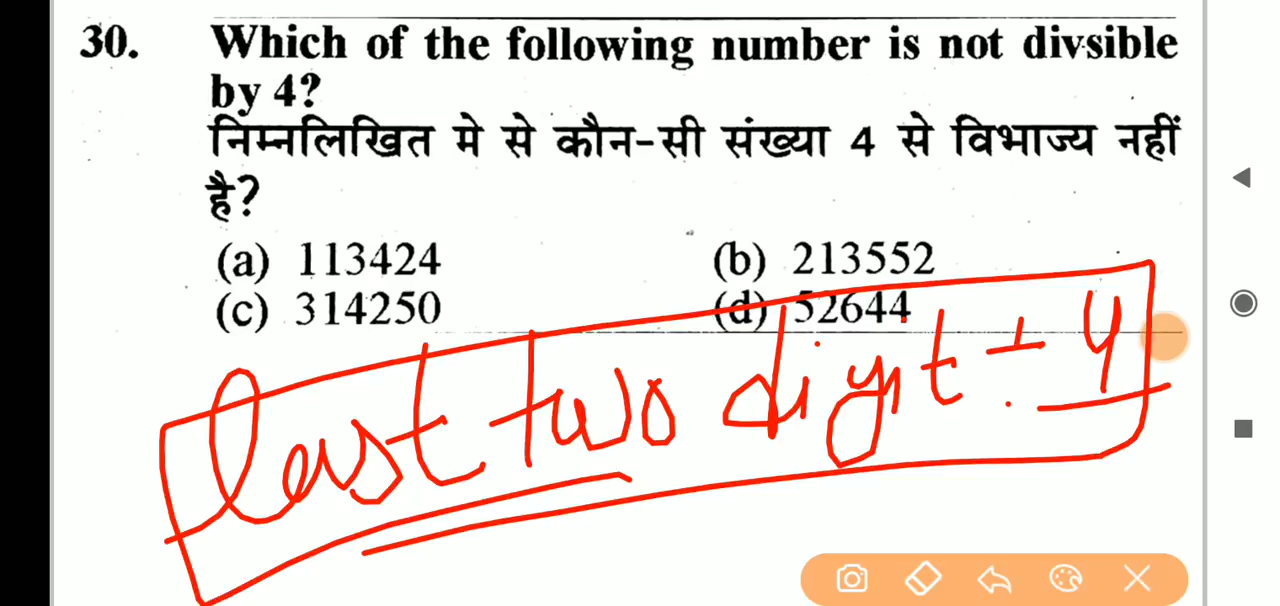 30. Which of the following number is not divsible
by 4?
निम्नलिखित मे से कौन-सी संख्या 4 से विभाज्य नहीं
है?
(a) 113424 (b) 213552
(c) 314250 (d) 52644
last two digit ÷ 4